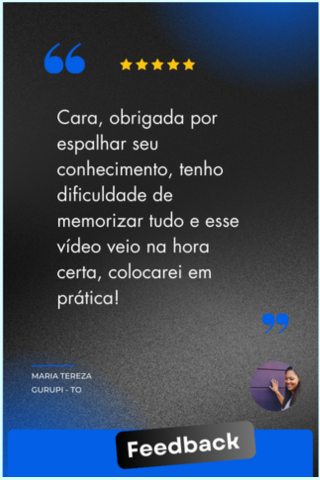 Cara, obrigada por
espalhar seu
conhecimento, tenho
dificuldade de
memorizar tudo e esse
vídeo veio na hora
certa, colocarei em
prática!
MARIA TEREZA
GURUPI - TO
Feedback